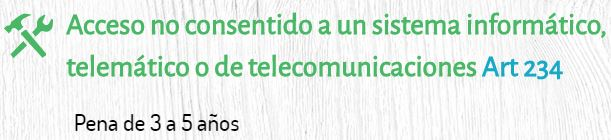 Acceso no consentido a un sistema informático,
telemático o de telecomunicaciones Art 234
Pena de 3 a 5 años